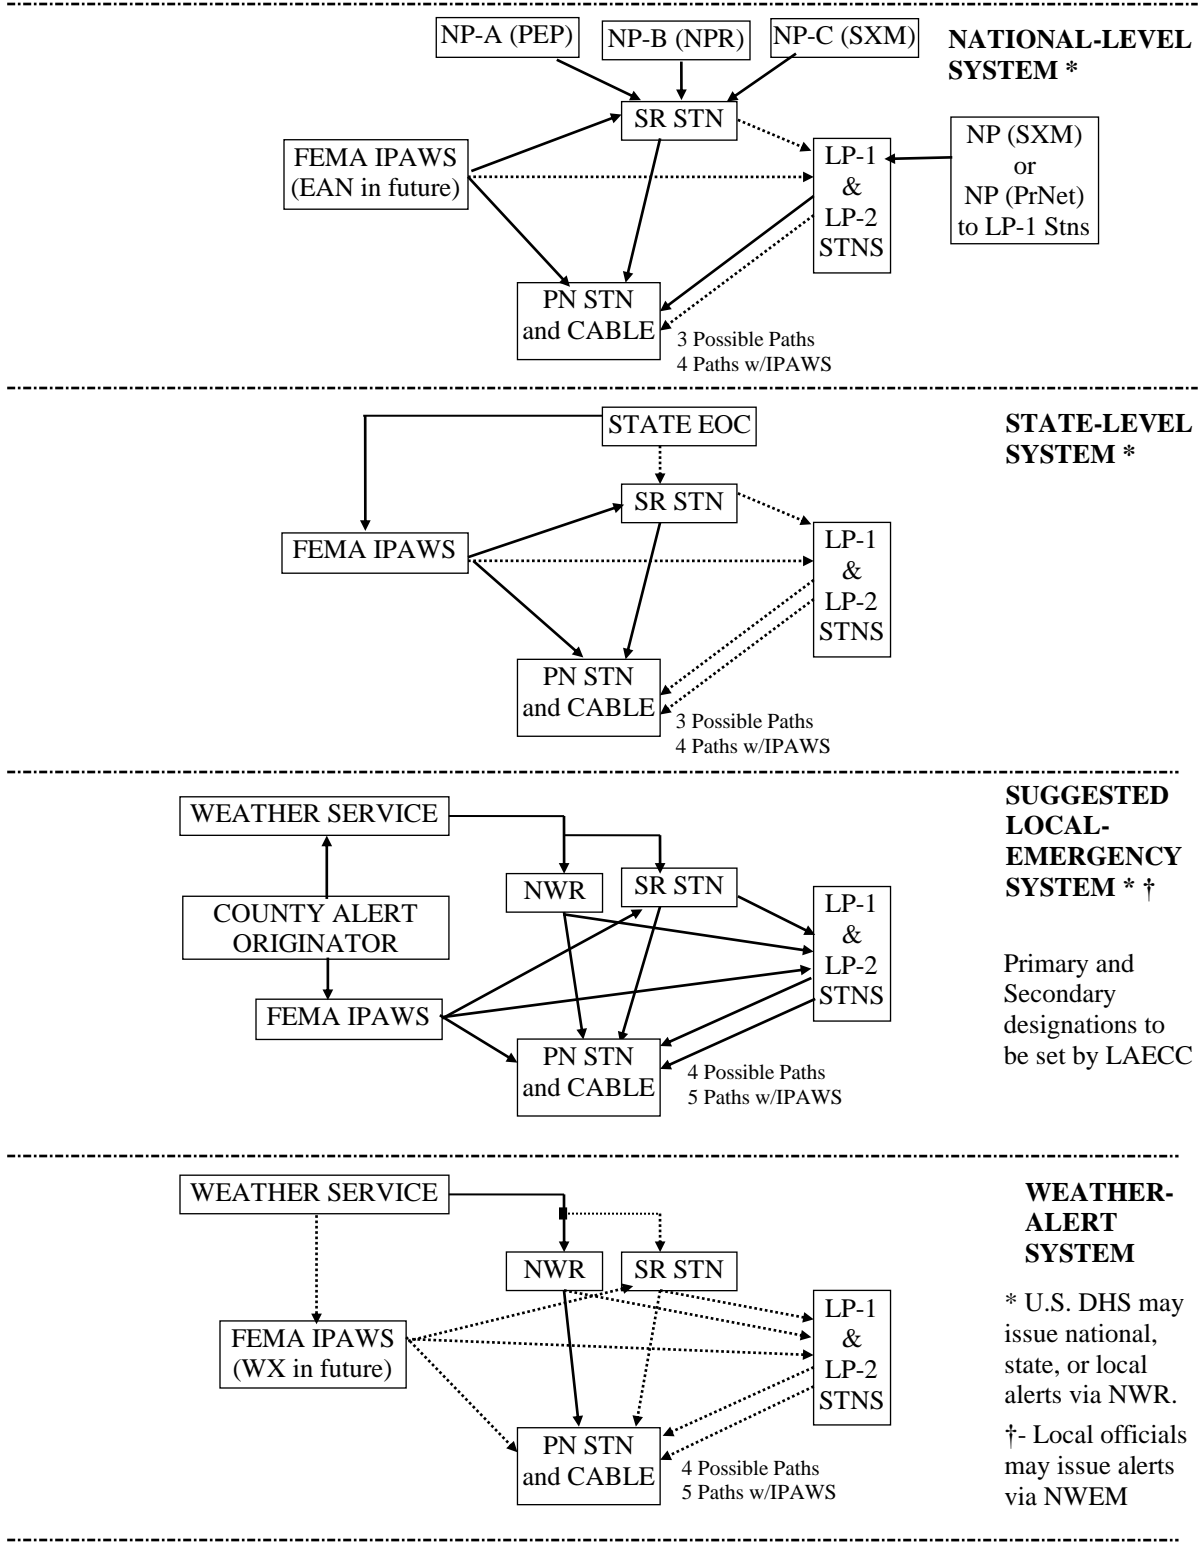 NP-A (PEP)
NP-B (NPR)
NP-C (SXM)
NATIONAL-LEVEL
SYSTEM *
SR STN
FEMA IPAWS
(EAN in future)
LP-1
&
LP-2
STNS
NP (SXM)
or
NP (PrNet)
to LP-1 Stns
PN STN
and CABLE
3 Possible Paths
4 Paths w/IPAWS
STATE EOC
STATE-LEVEL
SYSTEM *
SR STN
FEMA IPAWS
LP-1
&
LP-2
STNS
PN STN
and CABLE
3 Possible Paths
4 Paths w/IPAWS
WEATHER SERVICE
SUGGESTED
LOCAL-
EMERGENCY
SYSTEM * †
NWR
SR STN
COUNTY ALERT
ORIGINATOR
LP-1
&
LP-2
STNS
Primary and
Secondary
designations to
be set by LAECC
FEMA IPAWS
PN STN
and CABLE
4 Possible Paths
5 Paths w/IPAWS
WEATHER SERVICE
WEATHER-
ALERT
SYSTEM
NWR
SR STN
FEMA IPAWS
(WX in future)
LP-1
&
LP-2
STNS
* U.S. DHS may
issue national,
state, or local
alerts via NWR.
†- Local officials
may issue alerts
via NWEM
PN STN
and CABLE
4 Possible Paths
5 Paths w/IPAWS